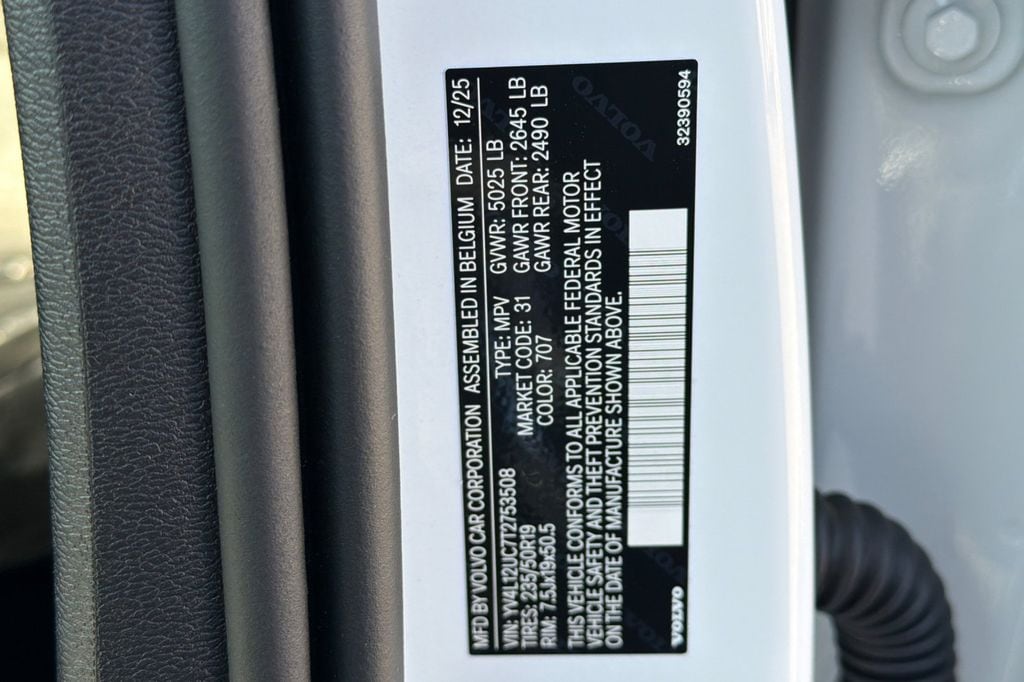 MFD BY VOLVO CAR CORPORATION ASSEMBLED IN BELGIUM DATE: 12/25
VIN: YV4L12UC7T2753508 TYPE: MPV GVWR: 5025 LB
TIRES: 235/50R19 MARKET CODE: 31 GAWR FRONT: 2645 LB
RIM: 7.5Jx19x50.5 COLOR: 707 GAWR REAR: 2490 LB
THIS VEHICLE CONFORMS TO ALL APPLICABLE FEDERAL MOTOR
VEHICLE SAFETY AND THEFT PREVENTION STANDARDS IN EFFECT
ON THE DATE OF MANUFACTURE SHOWN ABOVE.
VOLVO
32390594